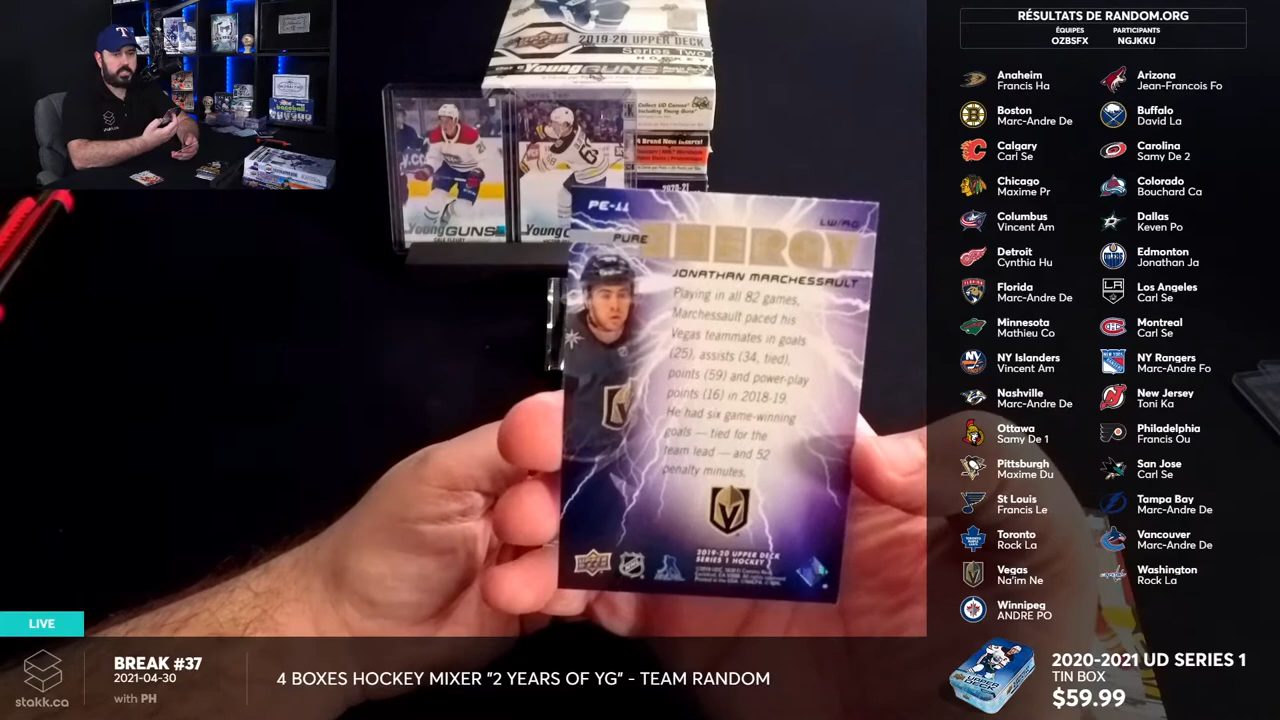 RÉSULTATS DE RANDOM.ORG
ÉQUIPES
OZBSFX
PARTICIPANTS
NGJKKU
Anaheim
Francis Ha
Arizona
Jean-Francois Fo
Boston
Marc-Andre De
Buffalo
David La
Calgary
Carl Se
Carolina
Samy De 2
Chicago
Maxime Pr
Colorado
Bouchard Ca
Columbus
Vincent Am
Dallas
Keven Po
Detroit
Cynthia Hu
Edmonton
Jonathan Ja
Florida
Marc-Andre De
Los Angeles
Carl Se
Minnesota
Mathieu Co
Montreal
Carl Se
NY Islanders
Vincent Am
NY Rangers
Marc-Andre Fo
Nashville
Marc-Andre De
New Jersey
Toni Ka
Ottawa
Samy De 1
Philadelphia
Francis Ou
Pittsburgh
Maxime Du
San Jose
Carl Se
St Louis
Francis Le
Tampa Bay
Marc-Andre De
Toronto
Rock La
Vancouver
Marc-Andre De
Vegas
Na'im Ne
Washington
Rock La
Winnipeg
ANDRE PO
2019-20 UPPER DECK
Series Two
HOCKEY
Young GUNS
Young GUNS
Young
PE-11
LW/AG
PURE
ENERGY
JONATHAN MARCHESSAULT
Playing in all 82 games,
Marchessault paced his
Vegas teammates in goals
(25), assists (34, tied),
points (59) and power-play
points (16) in 2018-19.
He had six game-winning
goals — tied for the
team lead — and 52
penalty minutes.
2019-20 UPPER DECK
SERIES 1 HOCKEY
LIVE
stakk.ca
BREAK #37
2021-04-30
with PH
4 BOXES HOCKEY MIXER "2 YEARS OF YG" - TEAM RANDOM
2020-2021 UD SERIES 1
TIN BOX
$59.99